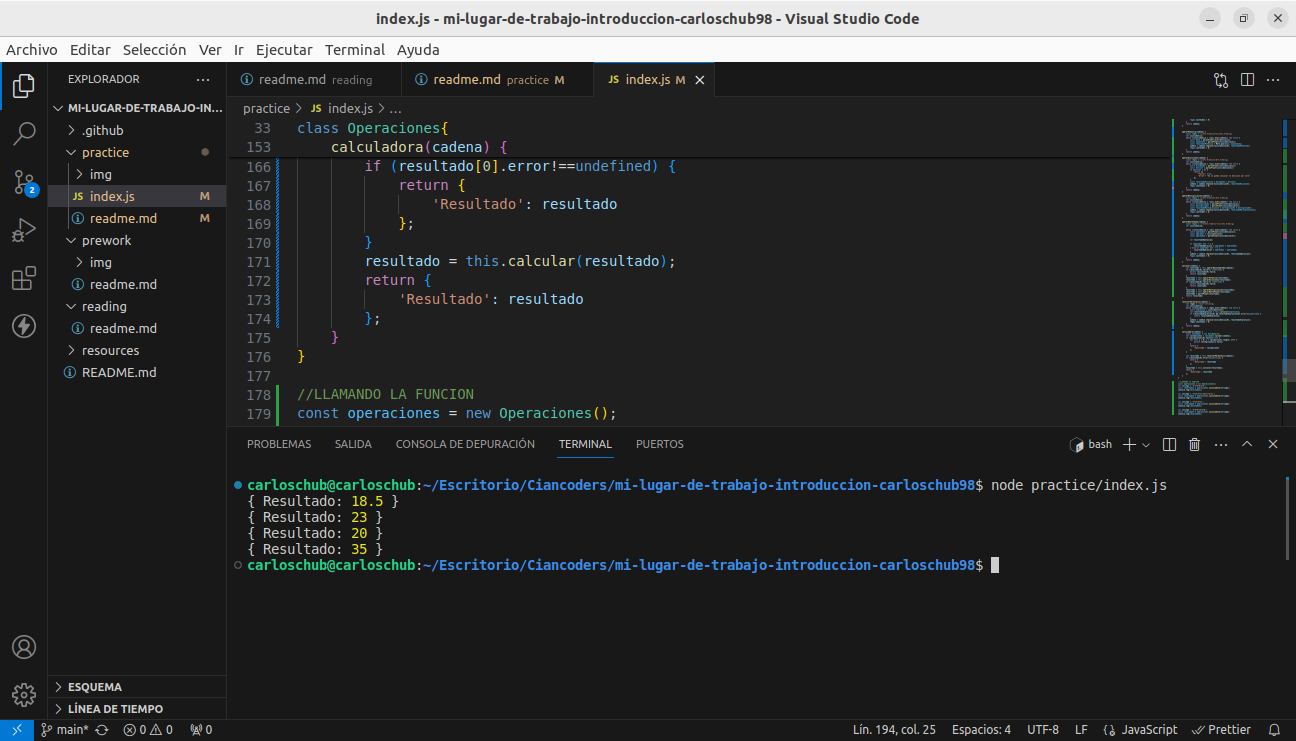 index.js - mi-lugar-de-trabajo-introduccion-carloschub98 - Visual Studio Code
Archivo Editar Selección Ver Ir Ejecutar Terminal Ayuda
EXPLORADOR
MI-LUGAR-DE-TRABAJO-IN...
.github
practice
img
JS index.js M
readme.md M
prework
img
readme.md
reading
readme.md
resources
README.md
ESQUEMA
LÍNEA DE TIEMPO
2
readme.md reading
readme.md practice M
JS index.js M
practice > JS index.js > ...
33 class Operaciones{
153 calculadora(cadena) {
166 if (resultado[0].error!==undefined) {
167 return {
168 'Resultado': resultado
169 };
170 }
171 resultado = this.calcular(resultado);
172 return {
173 'Resultado': resultado
174 };
175 }
176 }
177
178 //LLAMANDO LA FUNCION
179 const operaciones = new Operaciones();
PROBLEMAS SALIDA CONSOLA DE DEPURACIÓN TERMINAL PUERTOS
bash
carloschub@carloschub:~/Escritorio/Ciancoders/mi-lugar-de-trabajo-introduccion-carloschub98$ node practice/index.js
{ Resultado: 18.5 }
{ Resultado: 23 }
{ Resultado: 20 }
{ Resultado: 35 }
carloschub@carloschub:~/Escritorio/Ciancoders/mi-lugar-de-trabajo-introduccion-carloschub98$
main* 0 0 0 Lín. 194, col. 25 Espacios: 4 UTF-8 LF JavaScript Prettier